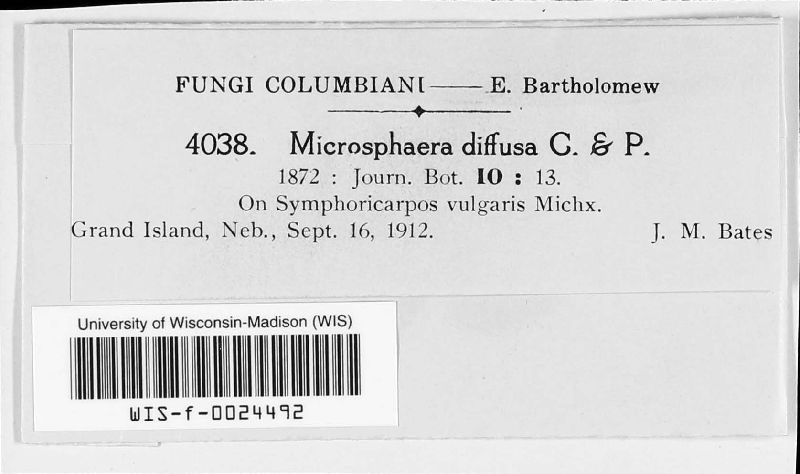 FUNGI COLUMBIANI — E. Bartholomew
4038. Microsphaera diffusa C. & P.
1872 : Journ. Bot. 10 : 13.
On Symphoricarpos vulgaris Michx.
Grand Island, Neb., Sept. 16, 1912. J. M. Bates
University of Wisconsin-Madison (WIS)
WIS-f-0024492